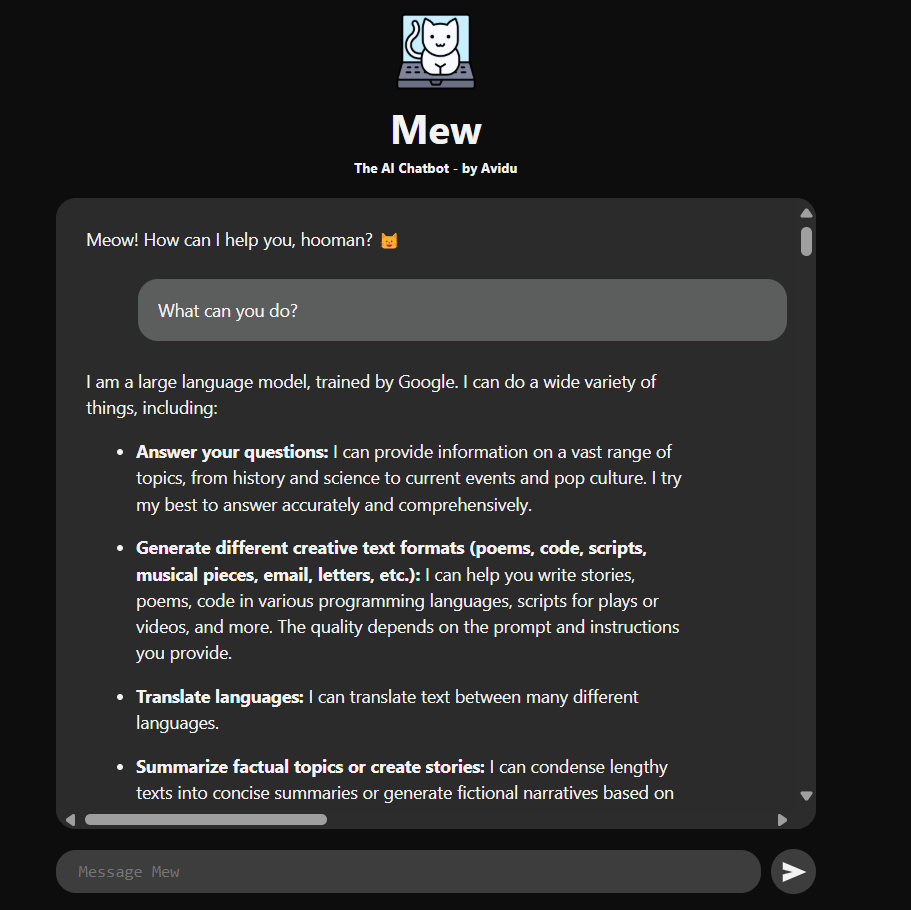 Mew
The AI Chatbot - by Avidu
Meow! How can I help you, hooman? 😺
What can you do?
I am a large language model, trained by Google. I can do a wide variety of
things, including:
• Answer your questions: I can provide information on a vast range of
topics, from history and science to current events and pop culture. I try
my best to answer accurately and comprehensively.
• Generate different creative text formats (poems, code, scripts,
musical pieces, email, letters, etc.): I can help you write stories,
poems, code in various programming languages, scripts for plays or
videos, and more. The quality depends on the prompt and instructions
you provide.
• Translate languages: I can translate text between many different
languages.
• Summarize factual topics or create stories: I can condense lengthy
texts into concise summaries or generate fictional narratives based on
Message Mew